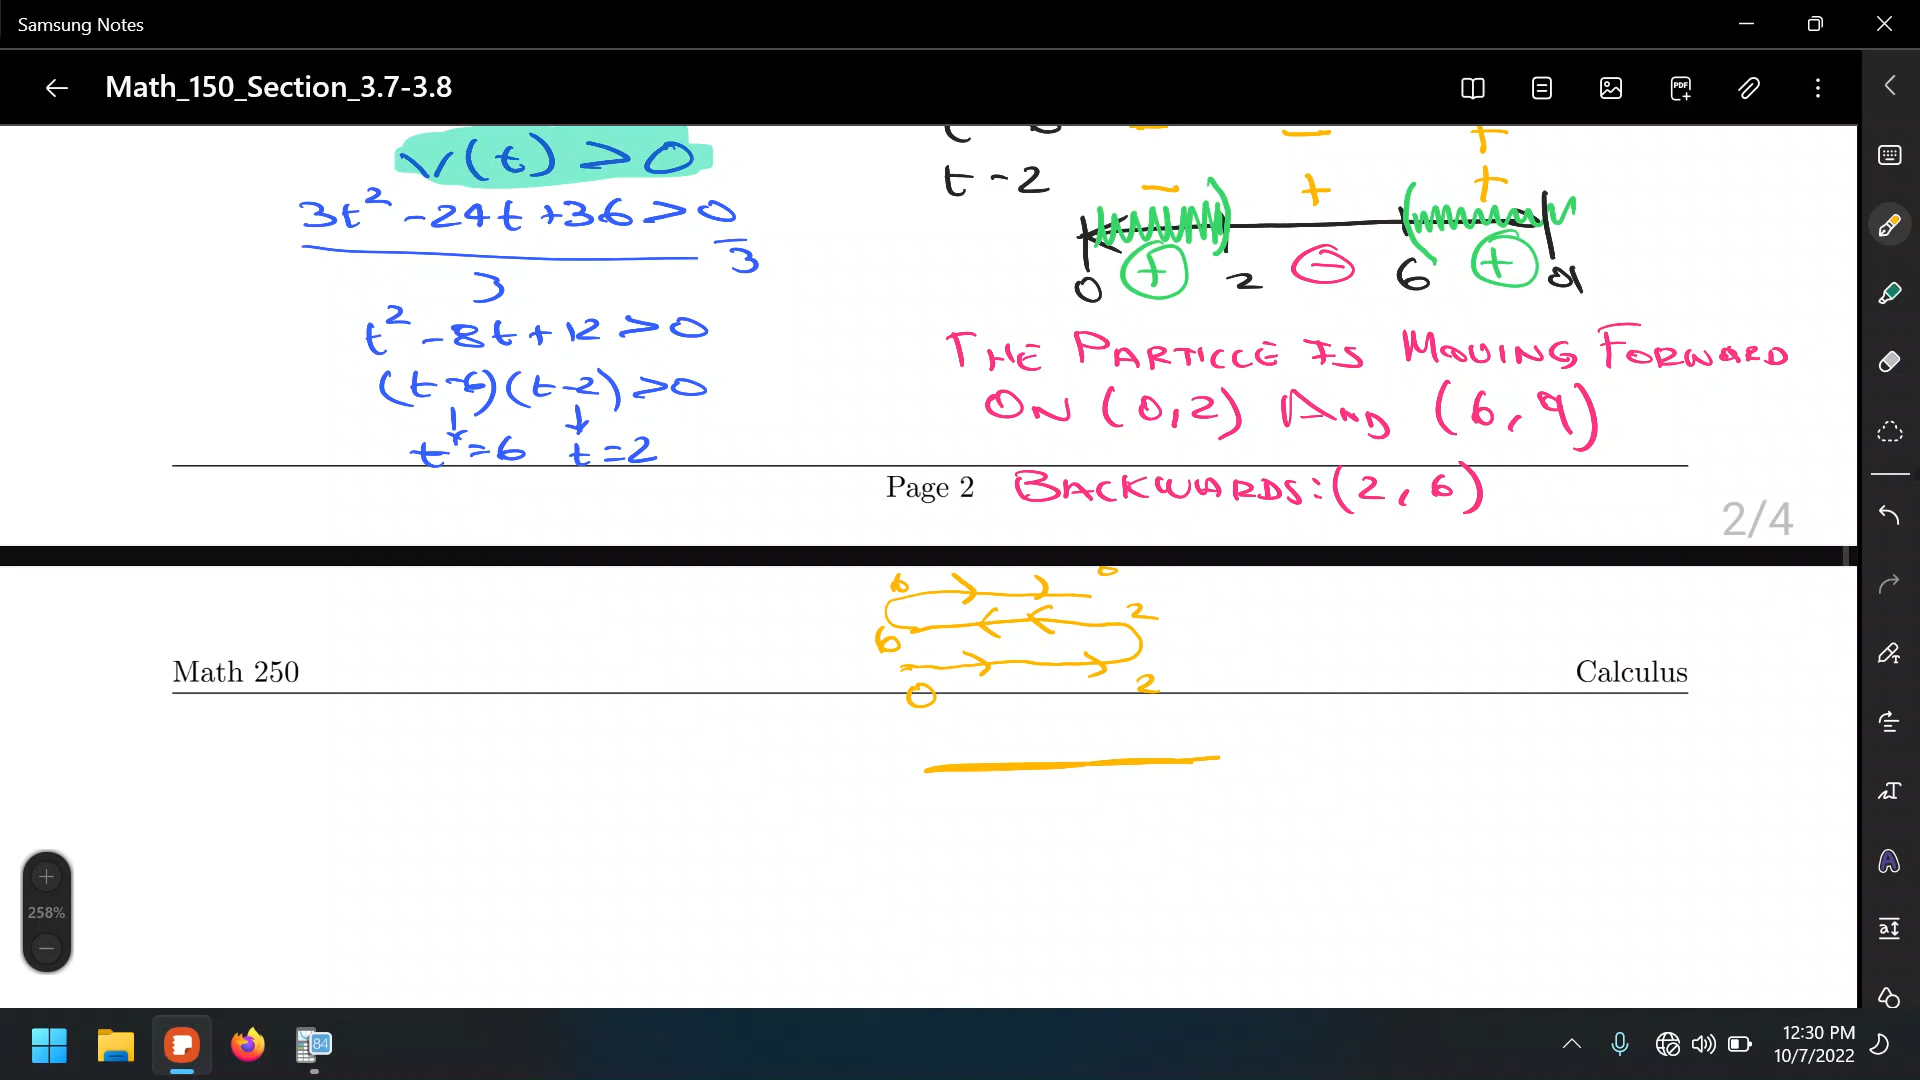 Samsung Notes
Math_150_Section_3.7-3.8
v(t) > 0
3t² - 24t + 36 > 0
3
3
t² - 8t + 12 > 0
(t - 6)(t - 2) > 0
t = 6 t = 2
- - +
t - 2 - + +
0 + 2 - 6 + 9
THE PARTICLE IS MOVING FORWARD
ON (0,2) AND (6,9)
Page 2 BACKWARDS: (2,6)
2/4
6
2
6
Math 250
Calculus
0
2
258%
84
12:30 PM
10/7/2022